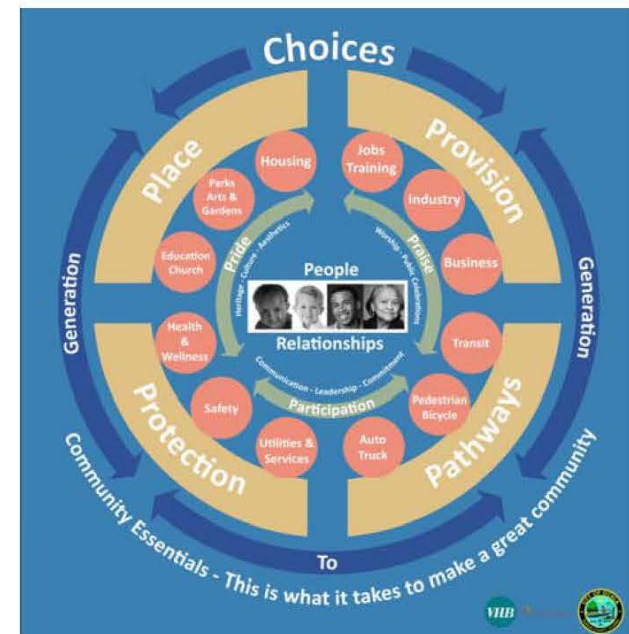 Choices
Place
Provision
Housing
Jobs
Training
Parks
Arts &
Gardens
Industry
Education
Church
Business
Pride
Heritage - Culture - Aesthetics
Praise
Worship - Public Celebrations
People
Relationships
Generation
Generation
Health
&
Wellness
Transit
Communication - Leadership - Commitment
Participation
Safety
Pedestrian
Bicycle
Utilities &
Services
Auto
Truck
Protection
Pathways
To
Community Essentials - This is what it takes to make a great community
VHB